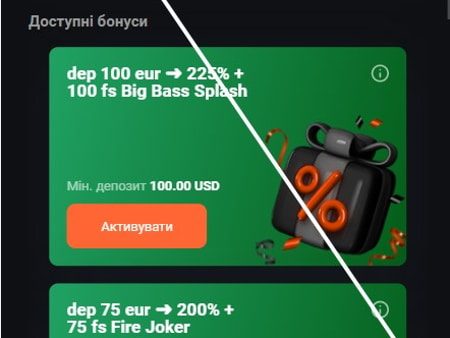 Доступні бонуси
dep 100 eur ➜ 225% +
100 fs Big Bass Splash
Мін. депозит 100.00 USD
Активувати
dep 75 eur ➜ 200% +
75 fs Fire Joker